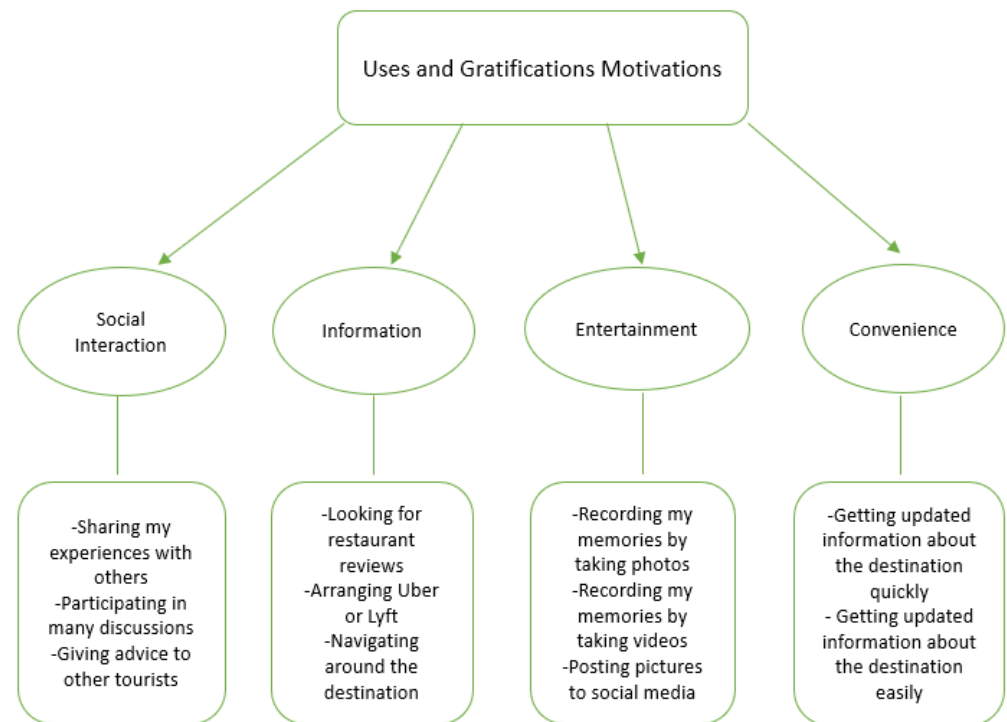 Uses and Gratifications Motivations
Social
Interaction
Information
Entertainment
Convenience
-Sharing my
experiences with
others
-Participating in
many discussions
-Giving advice to
other tourists
-Looking for
restaurant
reviews
-Arranging Uber
or Lyft
-Navigating
around the
destination
-Recording my
memories by
taking photos
-Recording my
memories by
taking videos
-Posting pictures
to social media
-Getting updated
information about
the destination
quickly
- Getting updated
information about
the destination
easily